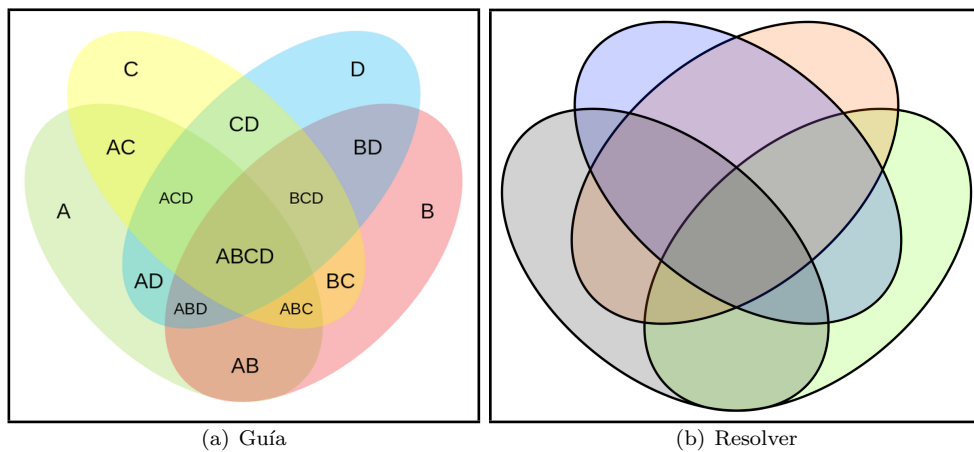 C
D
CD
AC
BD
ACD
BCD
A
B
ABCD
AD
BC
ABD
ABC
AB
(a) Guía
(b) Resolver